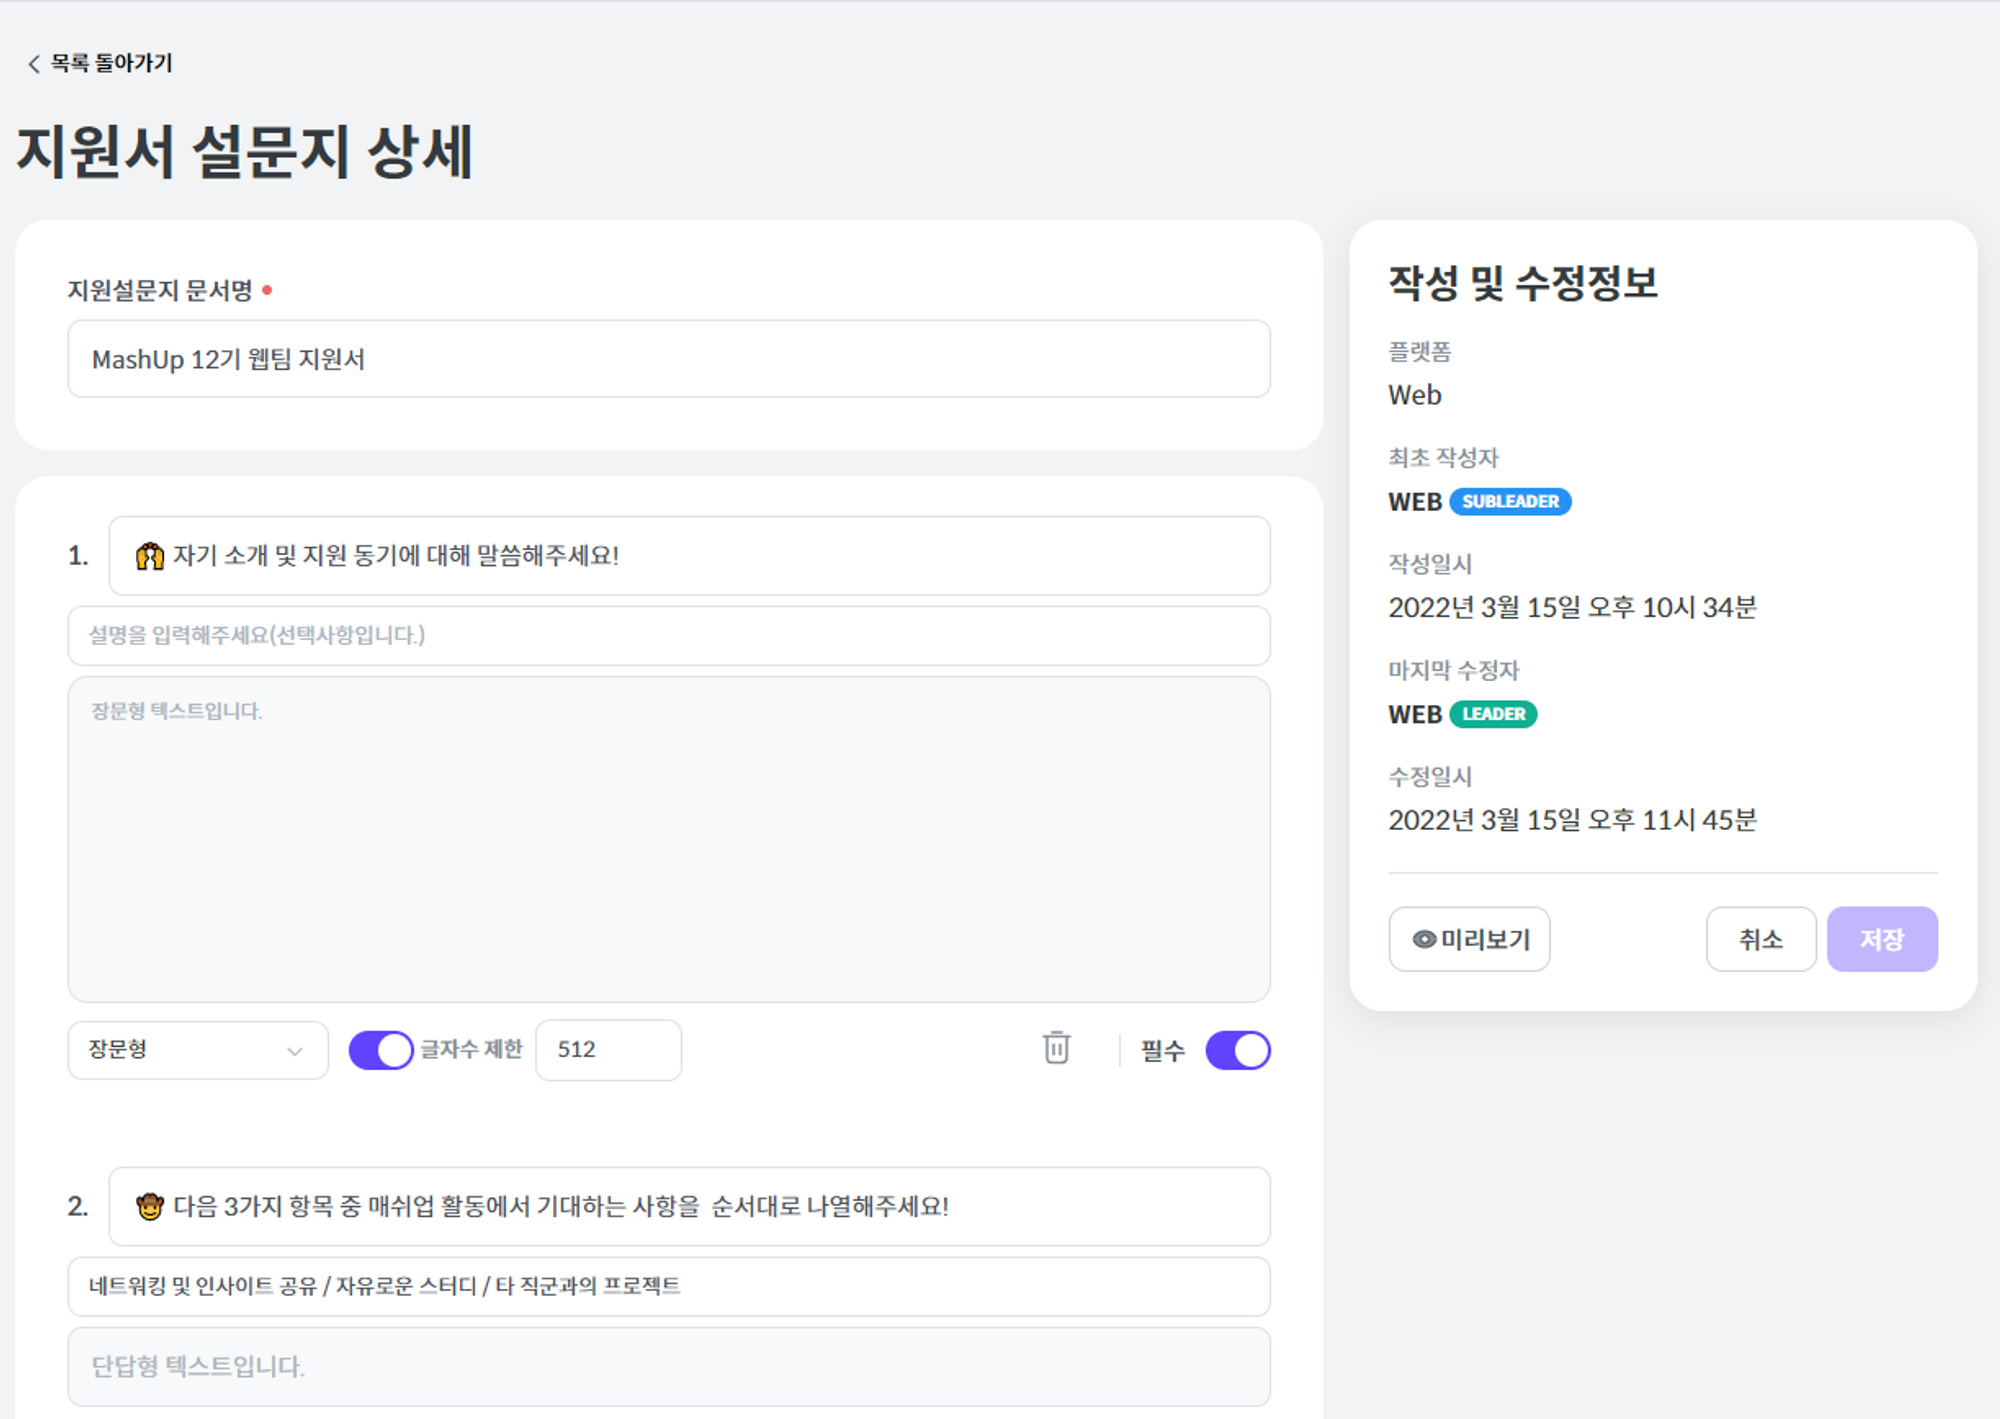 목록 돌아가기
지원서 설문지 상세
지원설문지 문서명
MashUp 12기 웹팀 지원서
1.
🙌 자기 소개 및 지원 동기에 대해 말씀해주세요!
설명을 입력해주세요(선택사항입니다.)
장문형 텍스트입니다.
장문형
글자수 제한
512
필수
2.
🤠 다음 3가지 항목 중 매쉬업 활동에서 기대하는 사항을 순서대로 나열해주세요!
네트워킹 및 인사이트 공유 / 자유로운 스터디 / 타 직군과의 프로젝트
단답형 텍스트입니다.
작성 및 수정정보
플랫폼
Web
최초 작성자
WEB SUBLEADER
작성일시
2022년 3월 15일 오후 10시 34분
마지막 수정자
WEB LEADER
수정일시
2022년 3월 15일 오후 11시 45분
미리보기
취소
저장